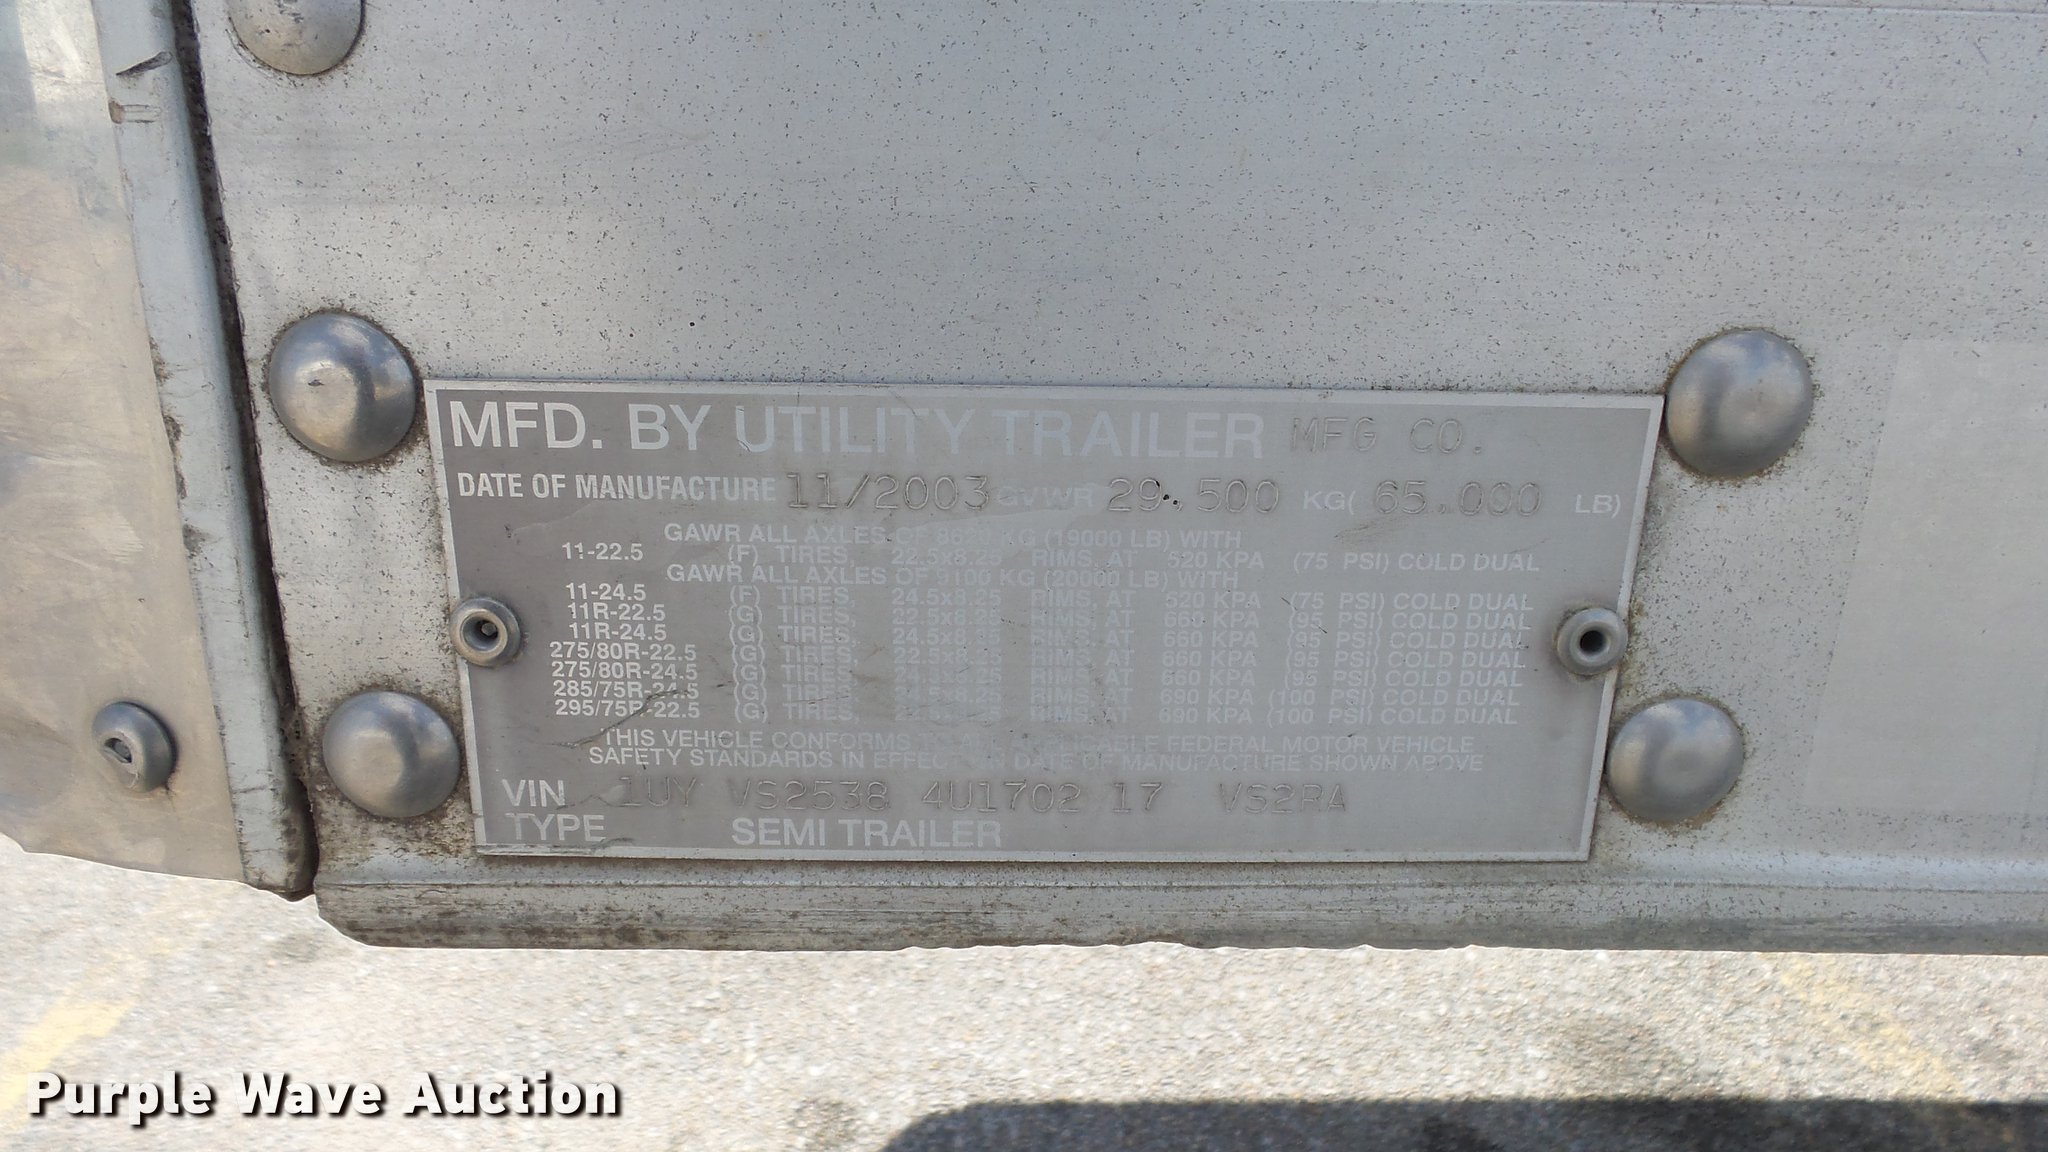 MFD. BY UTILITY TRAILER MFG CO.
DATE OF MANUFACTURE 11/2003 GVWR 29,500 KG( 65,000 LB)
GAWR ALL AXLES OF 8600 KG (19000 LB) WITH
11-22.5 (F) TIRES, 22.5x8.25 RIMS, AT 520 KPA (75 PSI) COLD DUAL
GAWR ALL AXLES OF 9100 KG (20000 LB) WITH
11-24.5 (F) TIRES, 24.5x8.25 RIMS, AT 520 KPA (75 PSI) COLD DUAL
11R-22.5 (G) TIRES, 22.5x8.25 RIMS, AT 660 KPA (95 PSI) COLD DUAL
11R-24.5 (G) TIRES, 24.5x8.25 RIMS, AT 660 KPA (95 PSI) COLD DUAL
275/80R-22.5 (G) TIRES, 22.5x8.25 RIMS, AT 660 KPA (95 PSI) COLD DUAL
275/80R-24.5 (G) TIRES, 24.5x8.25 RIMS, AT 660 KPA (95 PSI) COLD DUAL
285/75R-24.5 (G) TIRES, RIMS, AT 690 KPA (100 PSI) COLD DUAL
295/75R-22.5 (G) TIRES, RIMS, AT 690 KPA (100 PSI) COLD DUAL
THIS VEHICLE CONFORMS TO ALL APPLICABLE FEDERAL MOTOR VEHICLE
SAFETY STANDARDS IN EFFECT ON DATE OF MANUFACTURE SHOWN ABOVE
VIN 1UY VS2538 4U1702 17 VS2RA
TYPE SEMI TRAILER
Purple Wave Auction